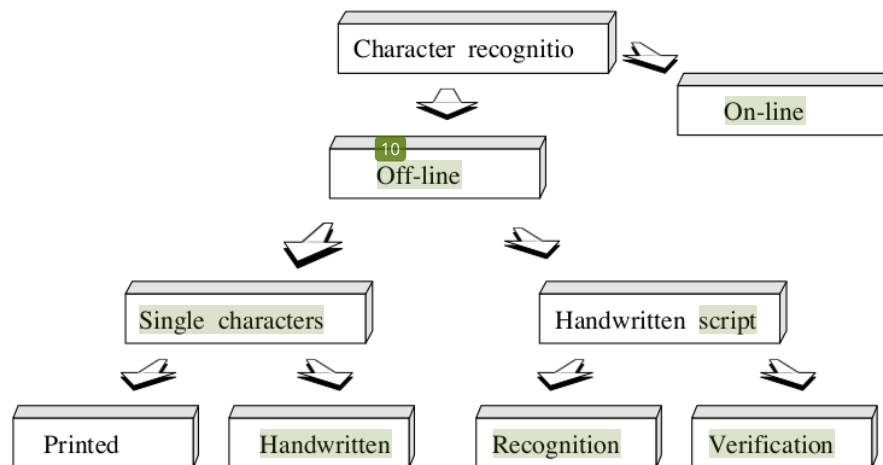 Character recognitio
On-line
10
Off-line
Single characters
Handwritten script
Printed
Handwritten
Recognition
Verification